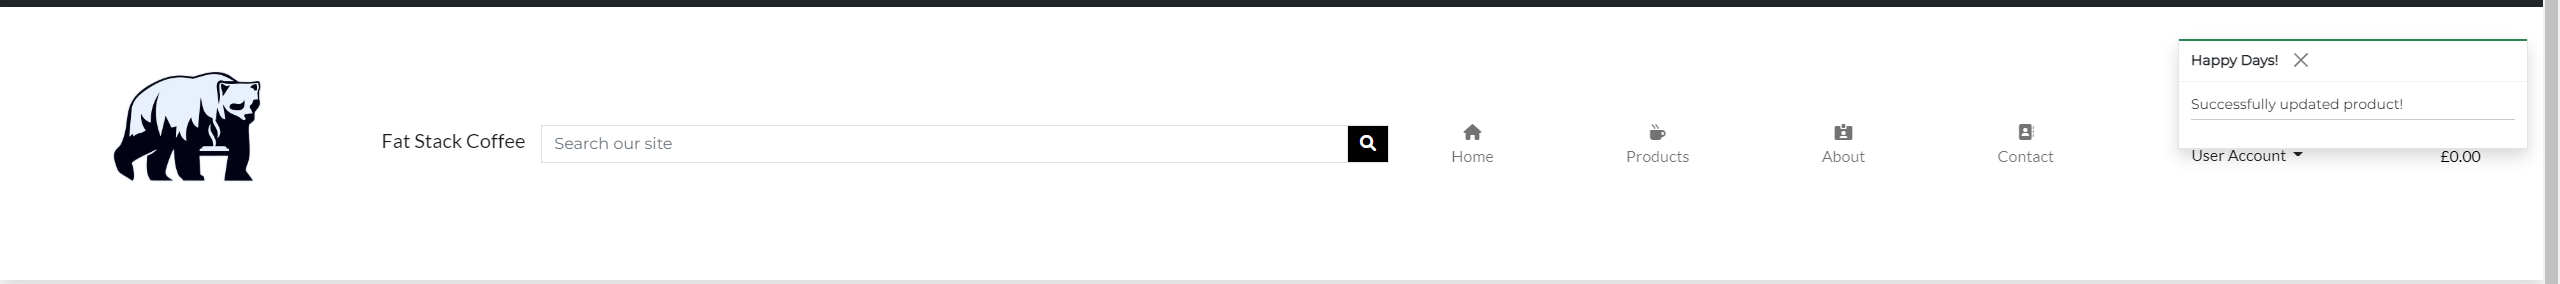 Happy Days!
Successfully updated product!
Fat Stack Coffee
Search our site
Home
Products
About
Contact
User Account
£0.00